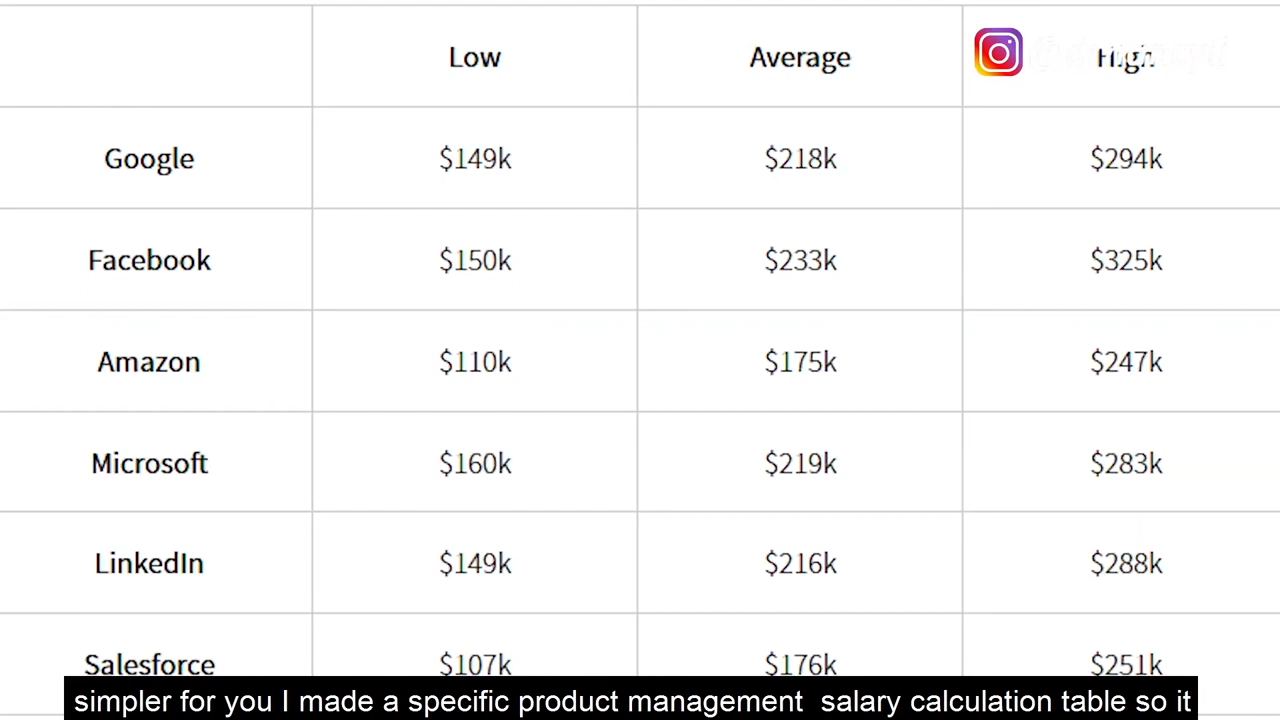 Low Average High
Google $149k $218k $294k
Facebook $150k $233k $325k
Amazon $110k $175k $247k
Microsoft $160k $219k $283k
LinkedIn $149k $216k $288k
Salesforce $107k $176k $251k
simpler for you I made a specific product management salary calculation table so it